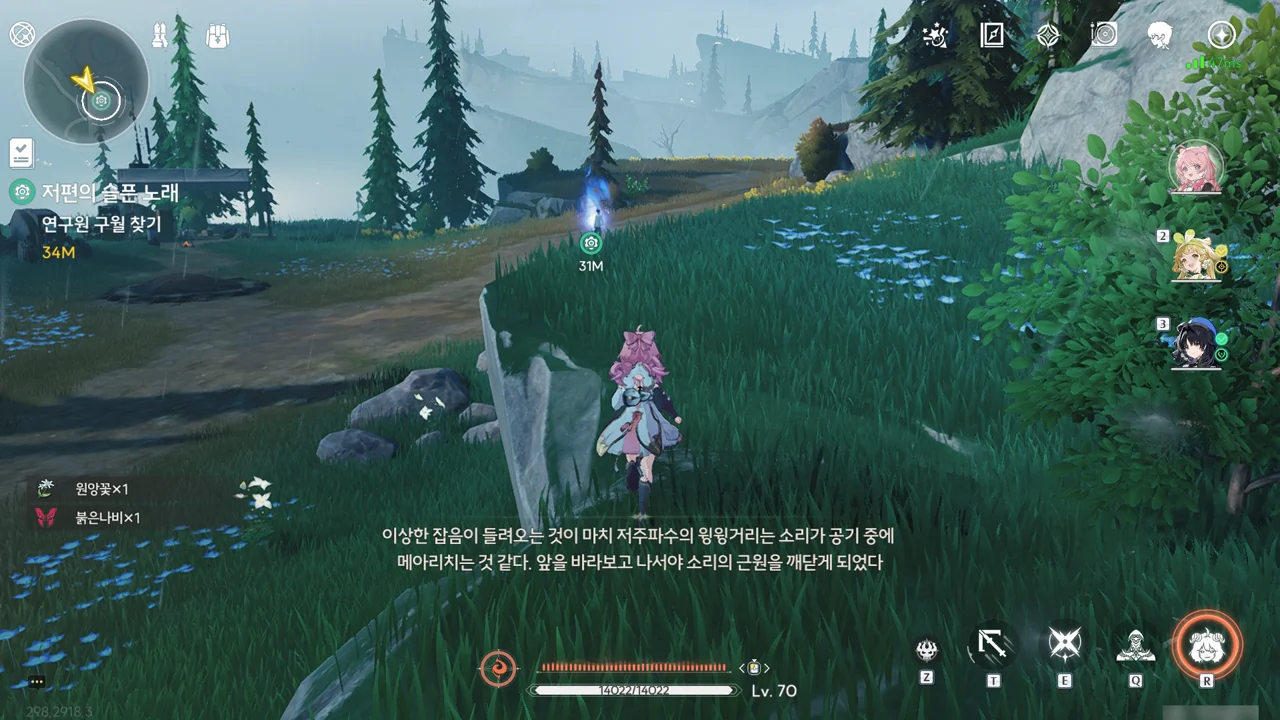 저편의 슬픈 노래
연구원 구월 찾기
34M
31M
2
3
원앙꽃×1
붉은나비×1
이상한 잡음이 들려오는 것이 마치 저주파수의 윙윙거리는 소리가 공기 중에
메아리치는 것 같다. 앞을 바라보고 나서야 소리의 근원을 깨닫게 되었다
14022/14022
Lv. 70
Z
T
E
Q
R
298.2918.3